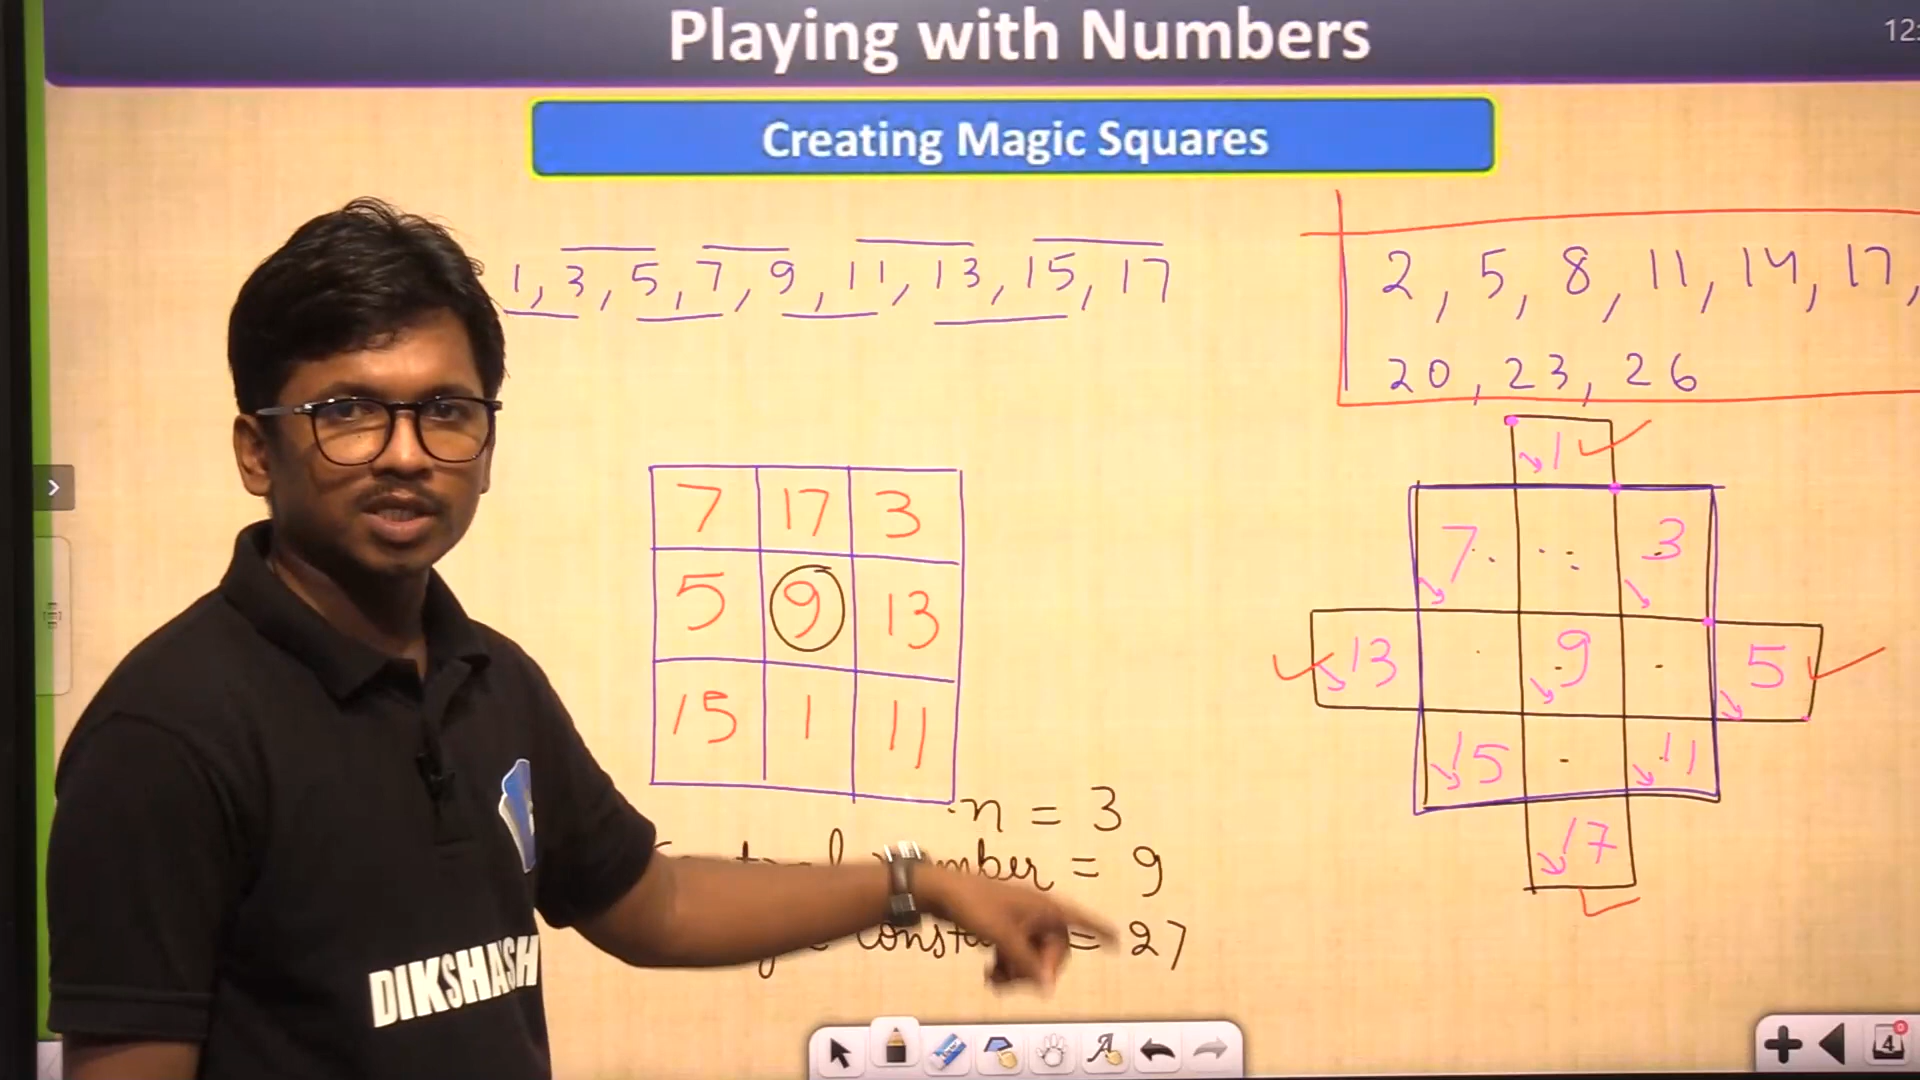 Playing with Numbers
12:
Creating Magic Squares
1, 3, 5, 7, 9, 11, 13, 15, 17
2, 5, 8, 11, 14, 17,
20, 23, 26
7 17 3
5 9 13
15 1 11
n = 3
= 9
= 27
1
7 3
13 9 5
15 11
17
DIKSHA
4